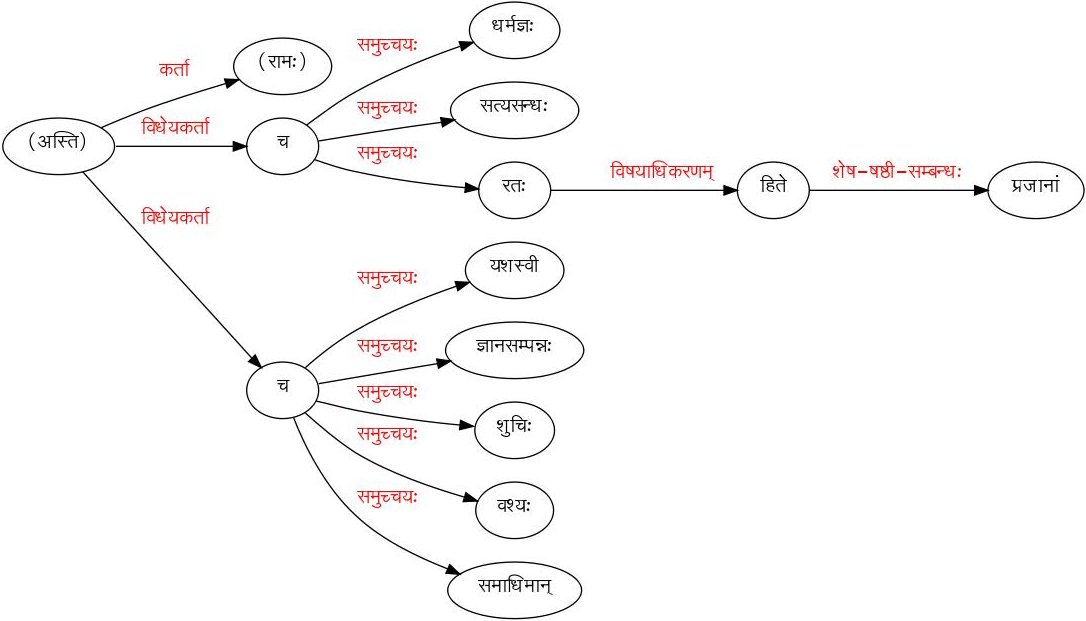 धर्मज्ञः
समुच्चयः
(रामः)
कर्ता
सत्यसन्धः
समुच्चयः
विधेयकर्ता
(अस्ति)
च
समुच्चयः
विषयाधिकरणम्
शेष-षष्ठी-सम्बन्धः
रतः
हिते
प्रजानां
विधेयकर्ता
यशस्वी
समुच्चयः
समुच्चयः
ज्ञानसम्पन्नः
च
समुच्चयः
शुचिः
समुच्चयः
समुच्चयः
वश्यः
समाधिमान्